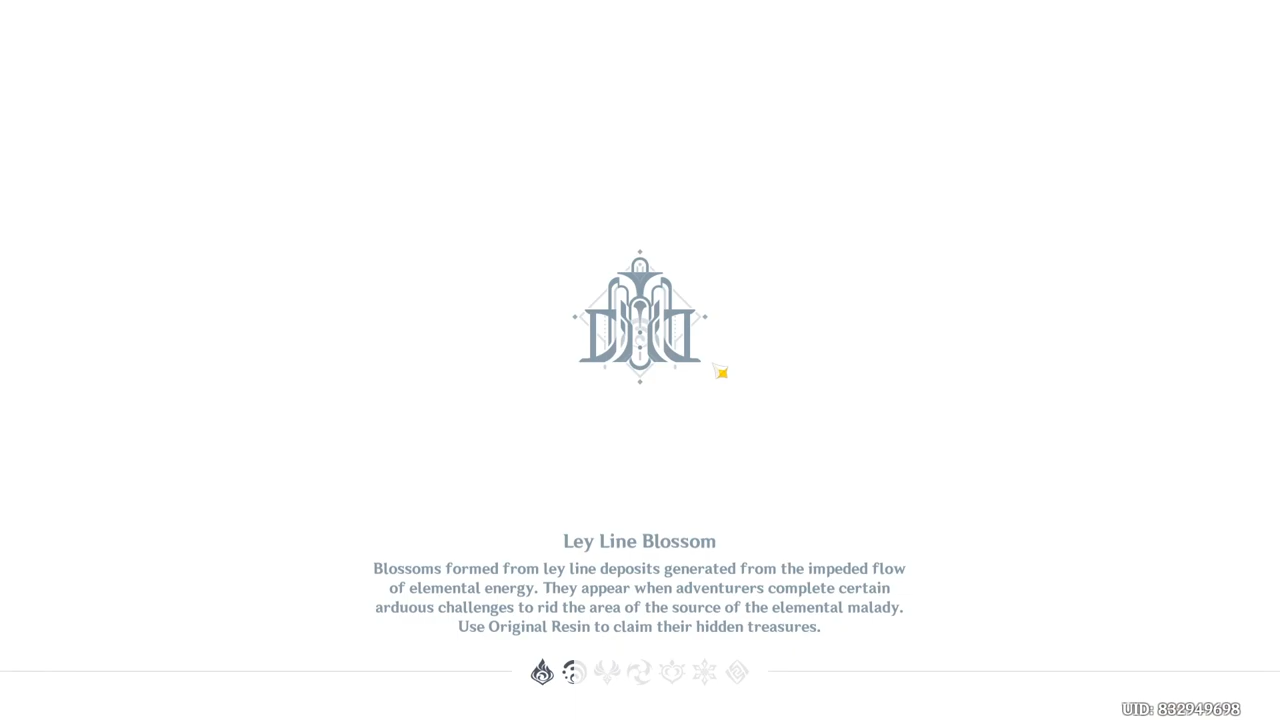 Ley Line Blossom
Blossoms formed from ley line deposits generated from the impeded flow
of elemental energy. They appear when adventurers complete certain
arduous challenges to rid the area of the source of the elemental malady.
Use Original Resin to claim their hidden treasures.
UID: 832949698